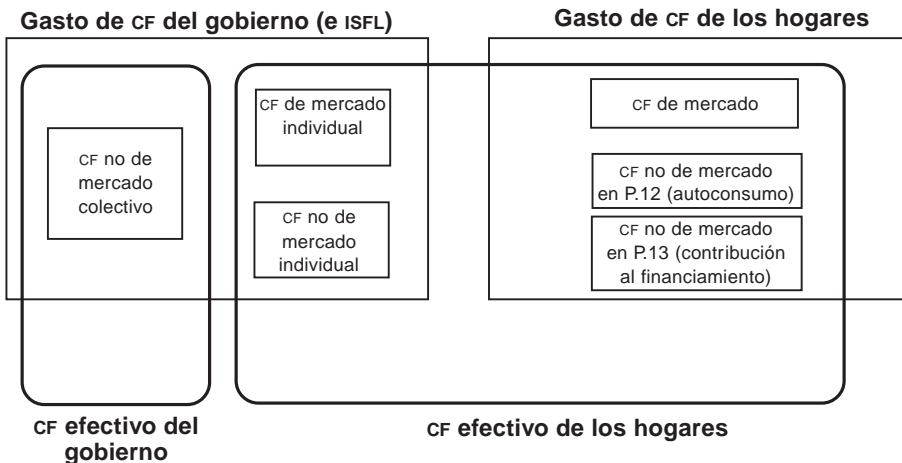 Gasto de CF del gobierno (e ISFL)
Gasto de CF de los hogares
CF no de
mercado
colectivo
CF de mercado
individual
CF no de
mercado
individual
CF de mercado
CF no de mercado
en P.12 (autoconsumo)
CF no de mercado
en P.13 (contribución
al financiamiento)
CF efectivo del
gobierno
CF efectivo de los hogares